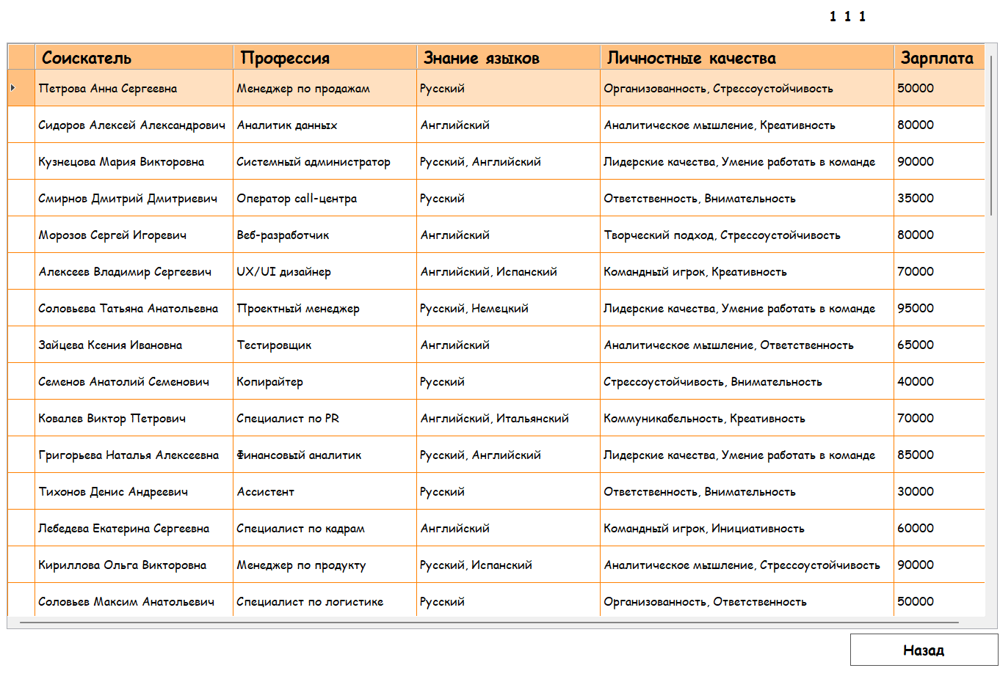 1 1 1
Соискатель Профессия Знание языков Личностные качества Зарплата
Петрова Анна Сергеевна Менеджер по продажам Русский Организованность, Стрессоустойчивость 50000
Сидоров Алексей Александрович Аналитик данных Английский Аналитическое мышление, Креативность 80000
Кузнецова Мария Викторовна Системный администратор Русский, Английский Лидерские качества, Умение работать в команде 90000
Смирнов Дмитрий Дмитриевич Оператор call-центра Русский Ответственность, Внимательность 35000
Морозов Сергей Игоревич Веб-разработчик Английский Творческий подход, Стрессоустойчивость 80000
Алексеев Владимир Сергеевич UX/UI дизайнер Английский, Испанский Командный игрок, Креативность 70000
Соловьева Татьяна Анатольевна Проектный менеджер Русский, Немецкий Лидерские качества, Умение работать в команде 95000
Зайцева Ксения Ивановна Тестировщик Английский Аналитическое мышление, Ответственность 65000
Семенов Анатолий Семенович Копирайтер Русский Стрессоустойчивость, Внимательность 40000
Ковалев Виктор Петрович Специалист по PR Английский, Итальянский Коммуникабельность, Креативность 70000
Григорьева Наталья Алексеевна Финансовый аналитик Русский, Английский Лидерские качества, Умение работать в команде 85000
Тихонов Денис Андреевич Ассистент Русский Ответственность, Внимательность 30000
Лебедева Екатерина Сергеевна Специалист по кадрам Английский Командный игрок, Инициативность 60000
Кириллова Ольга Викторовна Менеджер по продукту Русский, Испанский Аналитическое мышление, Стрессоустойчивость 90000
Соловьев Максим Анатольевич Специалист по логистике Русский Организованность, Ответственность 50000
Назад